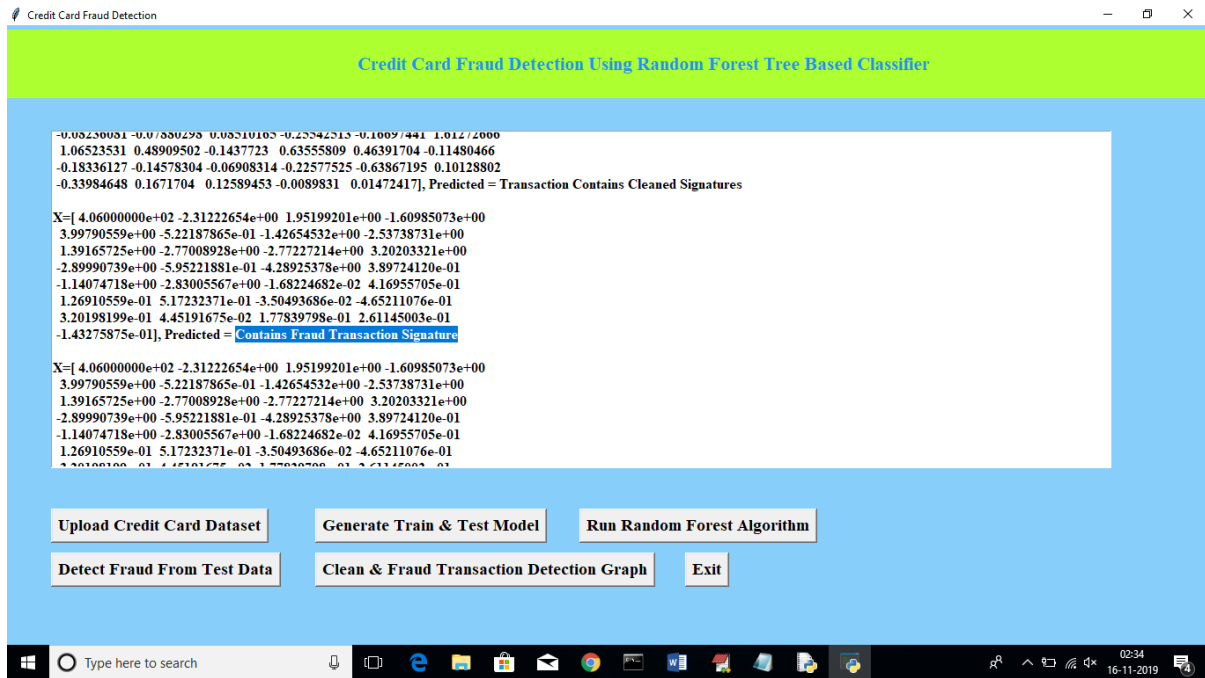 Credit Card Fraud Detection
Credit Card Fraud Detection Using Random Forest Tree Based Classifier
-0.08236081 -0.07880298 0.08510165 -0.25542513 -0.16697441 1.61272666
1.06523531 0.48909502 -0.1437723 0.63555809 0.46391704 -0.11480466
-0.18336127 -0.14578304 -0.06908314 -0.22577525 -0.63867195 0.10128802
-0.33984648 0.1671704 0.12589453 -0.0089831 0.01472417], Predicted = Transaction Contains Cleaned Signatures
X=[ 4.06000000e+02 -2.31222654e+00 1.95199201e+00 -1.60985073e+00
3.99790559e+00 -5.22187865e-01 -1.42654532e+00 -2.53738731e+00
1.39165725e+00 -2.77008928e+00 -2.77227214e+00 3.20203321e+00
-2.89990739e+00 -5.95221881e-01 -4.28925378e+00 3.89724120e-01
-1.14074718e+00 -2.83005567e+00 -1.68224682e-02 4.16955705e-01
1.26910559e-01 5.17232371e-01 -3.50493686e-02 -4.65211076e-01
3.20198199e-01 4.45191675e-02 1.77839798e-01 2.61145003e-01
-1.43275875e-01], Predicted = Contains Fraud Transaction Signature
X=[ 4.06000000e+02 -2.31222654e+00 1.95199201e+00 -1.60985073e+00
3.99790559e+00 -5.22187865e-01 -1.42654532e+00 -2.53738731e+00
1.39165725e+00 -2.77008928e+00 -2.77227214e+00 3.20203321e+00
-2.89990739e+00 -5.95221881e-01 -4.28925378e+00 3.89724120e-01
-1.14074718e+00 -2.83005567e+00 -1.68224682e-02 4.16955705e-01
1.26910559e-01 5.17232371e-01 -3.50493686e-02 -4.65211076e-01
Upload Credit Card Dataset
Generate Train & Test Model
Run Random Forest Algorithm
Detect Fraud From Test Data
Clean & Fraud Transaction Detection Graph
Exit
Type here to search
02:34
16-11-2019
4